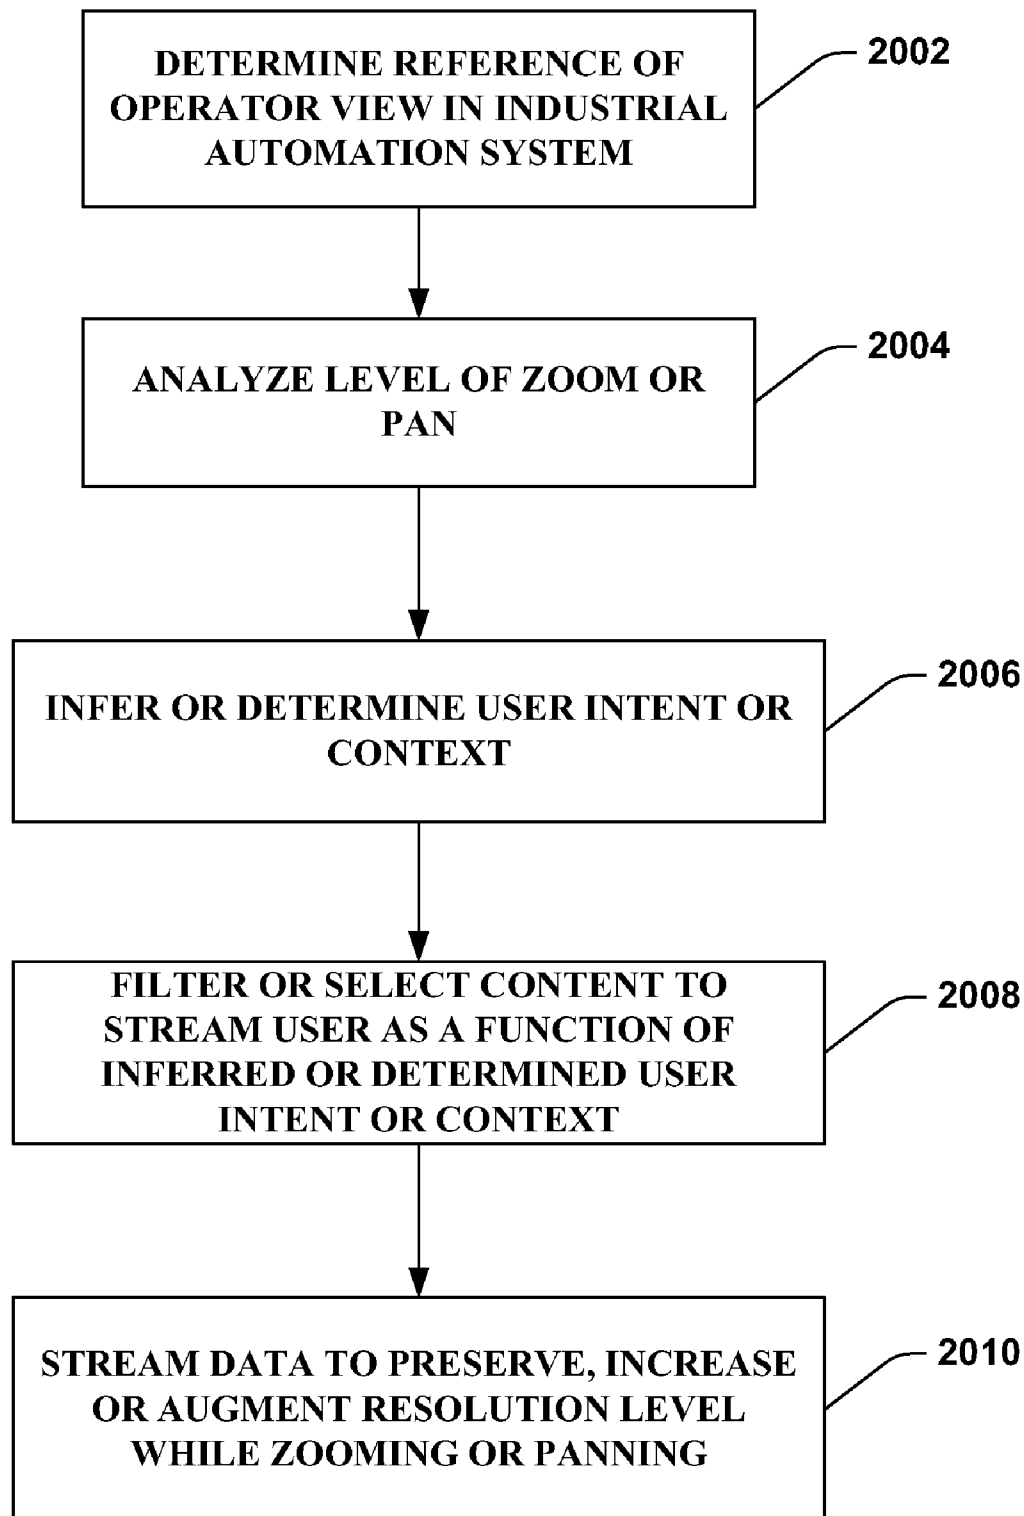 DETERMINE REFERENCE OF
OPERATOR VIEW IN INDUSTRIAL
AUTOMATION SYSTEM
2002
ANALYZE LEVEL OF ZOOM OR
PAN
2004
INFER OR DETERMINE USER INTENT OR
CONTEXT
2006
FILTER OR SELECT CONTENT TO
STREAM USER AS A FUNCTION OF
INFERRED OR DETERMINED USER
INTENT OR CONTEXT
2008
STREAM DATA TO PRESERVE, INCREASE
OR AUGMENT RESOLUTION LEVEL
WHILE ZOOMING OR PANNING
2010